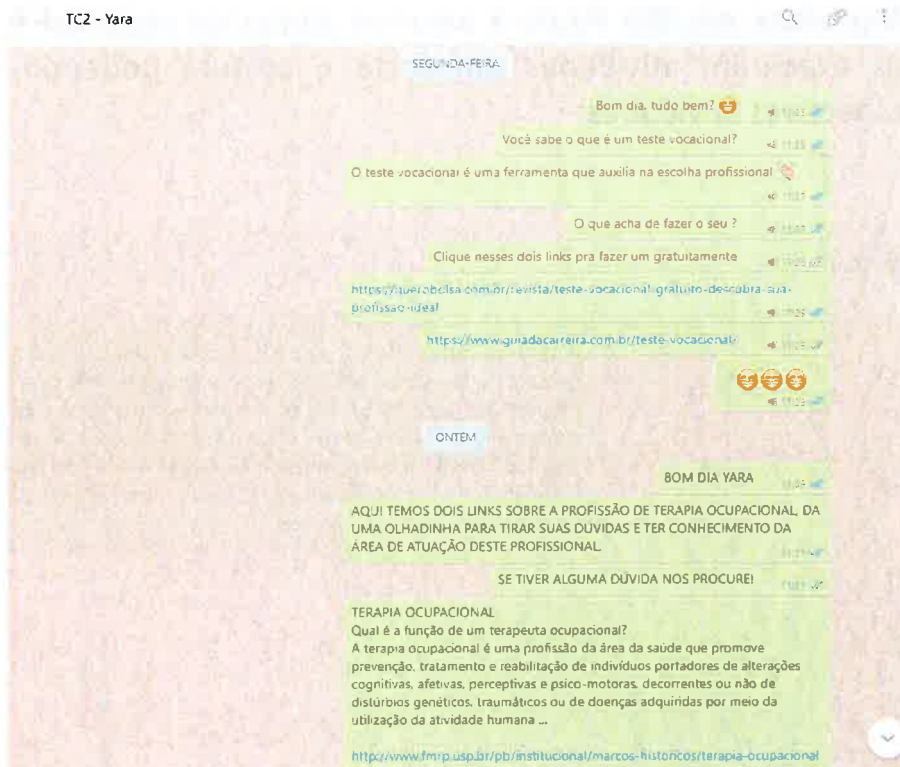 TC2 - Yara
SEGUNDA-FEIRA
Bom dia, tudo bem?
Você sabe o que é um teste vocacional?
O teste vocacional é uma ferramenta que auxilia na escolha profissional
O que acha de fazer o seu ?
Clique nesses dois links pra fazer um gratuitamente
https://querobolsa.com.br/revista/teste-vocacional-gratuito-descubra-sua-
profissao-ideal
https://www.guiadacarreira.com.br/teste-vocacional/
ONTEM
BOM DIA YARA
AQUI TEMOS DOIS LINKS SOBRE A PROFISSÃO DE TERAPIA OCUPACIONAL, DA
UMA OLHADINHA PARA TIRAR SUAS DUVIDAS E TER CONHECIMENTO DA
ÁREA DE ATUAÇÃO DESTE PROFISSIONAL.
SE TIVER ALGUMA DÚVIDA NOS PROCURE!
TERAPIA OCUPACIONAL
Qual é a função de um terapeuta ocupacional?
A terapia ocupacional é uma profissão da área da saúde que promove
prevenção, tratamento e reabilitação de indivíduos portadores de alterações
cognitivas, afetivas, perceptivas e psico-motoras, decorrentes ou não de
distúrbios genéticos, traumáticos ou de doenças adquiridas por meio da
utilização da atividade humana ...
http://www.fmrp.usp.br/pb/institucional/marcos-historicos/terapia-ocupacional